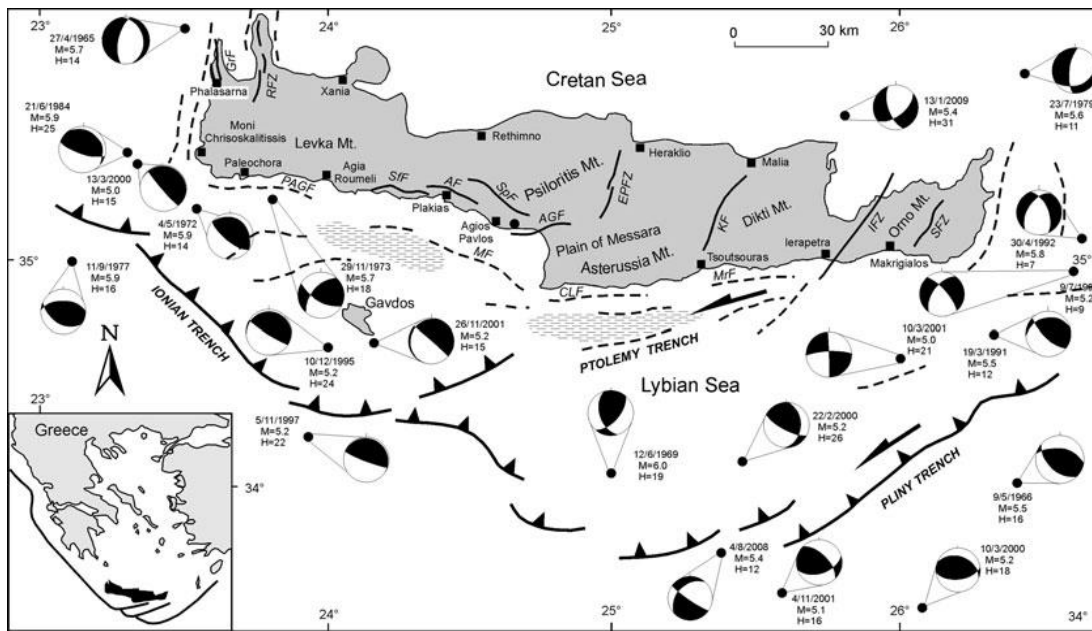 23°
25°
26°
27/4/1965
M=5.7
H=14
GrF
RFZ
0 30 km
Cretan Sea
Phalasarna
Xania
23/7/1979
M=5.6
H=11
13/1/2009
M=5.4
H=31
21/6/1984
M=5.9
H=25
Moni
Chrisoskalitissis
Levka Mt.
Rethimno
Heraklio
Malia
Paleochora
Agia
Roumeli
SfF
AF
SpF
Psiloritis Mt.
EPFZ
13/3/2000
M=5.0
H=15
PAGF
Plakias
KF
Dikti Mt.
IFZ
Orno Mt.
SFZ
4/5/1972
M=5.9
H=14
Agios
Pavlos
AGF
Plain of Messara
Ierapetra
30/4/1992
M=5.8
H=7
35°
MF
Asterussia Mt.
Tsoutsouras
Makrigialos
35°
11/9/1977
M=5.9
H=16
29/11/1973
M=5.7
H=18
CLF
MrF
M=5.2
H=9
IONIAN TRENCH
Gavdos
N
26/11/2001
M=5.2
H=15
PTOLEMY TRENCH
10/3/2001
M=5.0
H=21
19/3/1991
M=5.5
H=12
10/12/1995
M=5.2
H=24
Lybian Sea
23°
Greece
5/11/1997
M=5.2
H=22
22/2/2000
M=5.2
H=26
12/6/1969
M=6.0
H=19
PLINY TRENCH
34°
9/5/1966
M=5.5
H=16
4/8/2008
M=5.4
H=12
10/3/2000
M=5.2
H=18
4/11/2001
M=5.1
H=16
24°
25°
26°
34°